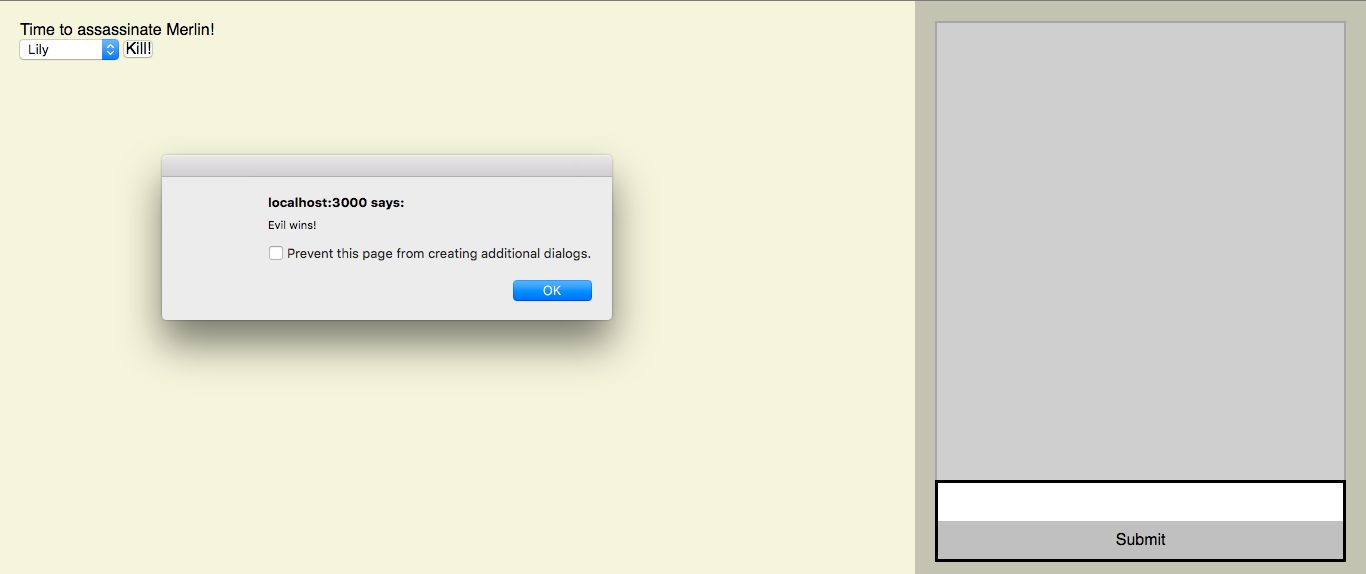 Time to assassinate Merlin!
Lily Kill!
localhost:3000 says:
Evil wins!
Prevent this page from creating additional dialogs.
OK
Submit